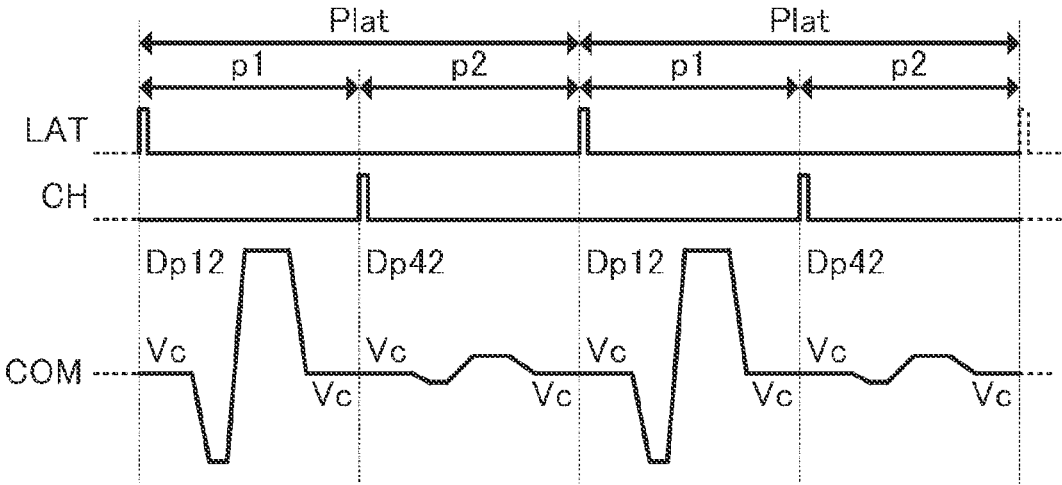 Plat Plat
p1 p2 p1 p2
LAT
CH
Dp12 Dp42 Dp12 Dp42
Vc Vc Vc Vc
COM
Vc Vc Vc Vc